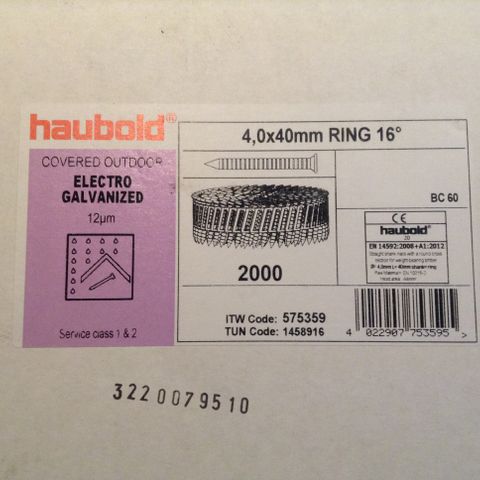 haubold®
COVERED OUTDOOR
ELECTRO
GALVANIZED
12µm
Service class 1 & 2
4,0x40mm RING 16°
BC 60
2000
CE
haubold®
EN 14592:2008+A1:2012
ITW Code: 575359
TUN Code: 1458916
4 022907 753595 >
3220079510